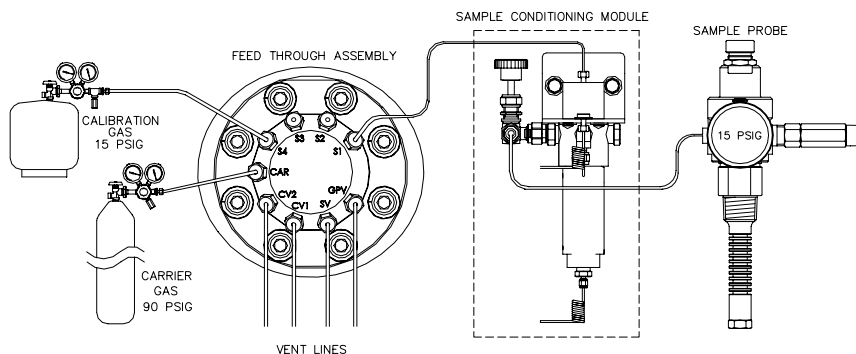 SAMPLE CONDITIONING MODULE
SAMPLE PROBE
FEED THROUGH ASSEMBLY
CALIBRATION
GAS
15 PSIG
S3
S2
S4
S1
15 PSIG
CAR
CV2
GPV
CV1
SV
CARRIER
GAS
90 PSIG
VENT LINES